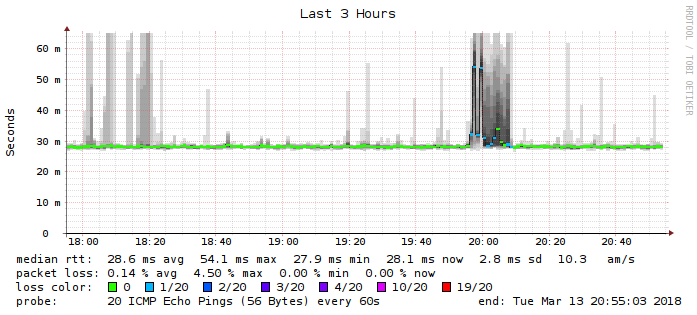 Last 3 Hours
RRDTOOL / TOBI OETIKER
Seconds
60 m
50 m
40 m
30 m
20 m
10 m
0
18:00 18:20 18:40 19:00 19:20 19:40 20:00 20:20 20:40
median rtt: 28.6 ms avg 54.1 ms max 27.9 ms min 28.1 ms now 2.8 ms sd 10.3 am/s
packet loss: 0.14 % avg 4.50 % max 0.00 % min 0.00 % now
loss color: 0 1/20 2/20 3/20 4/20 10/20 19/20
probe: 20 ICMP Echo Pings (56 Bytes) every 60s end: Tue Mar 13 20:55:03 2018